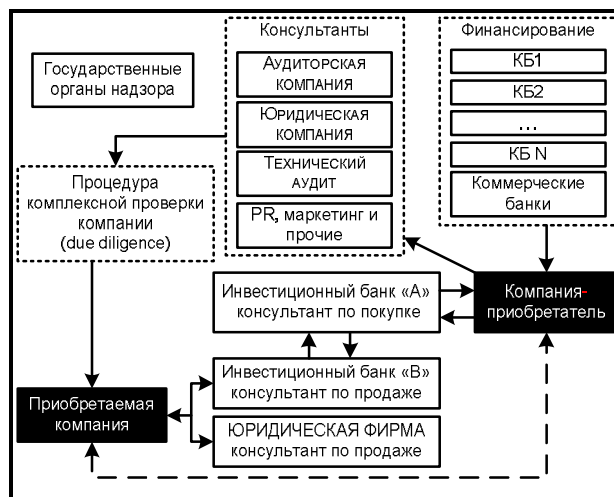 Консультанты
АУДИТОРСКАЯ
КОМПАНИЯ
ЮРИДИЧЕСКАЯ
КОМПАНИЯ
ТЕХНИЧЕСКИЙ
АУДИТ
PR, маркетинг и
прочие
Финансирование
КБ1
КБ2
...
КБ N
Коммерческие
банки
Государственные
органы надзора
Процедура
комплексной проверки
компании
(due diligence)
Инвестиционный банк «А»
консультант по покупке
Компания-
приобретатель
Инвестиционный банк «В»
консультант по продаже
Приобретаемая
компания
ЮРИДИЧЕСКАЯ ФИРМА
консультант по продаже